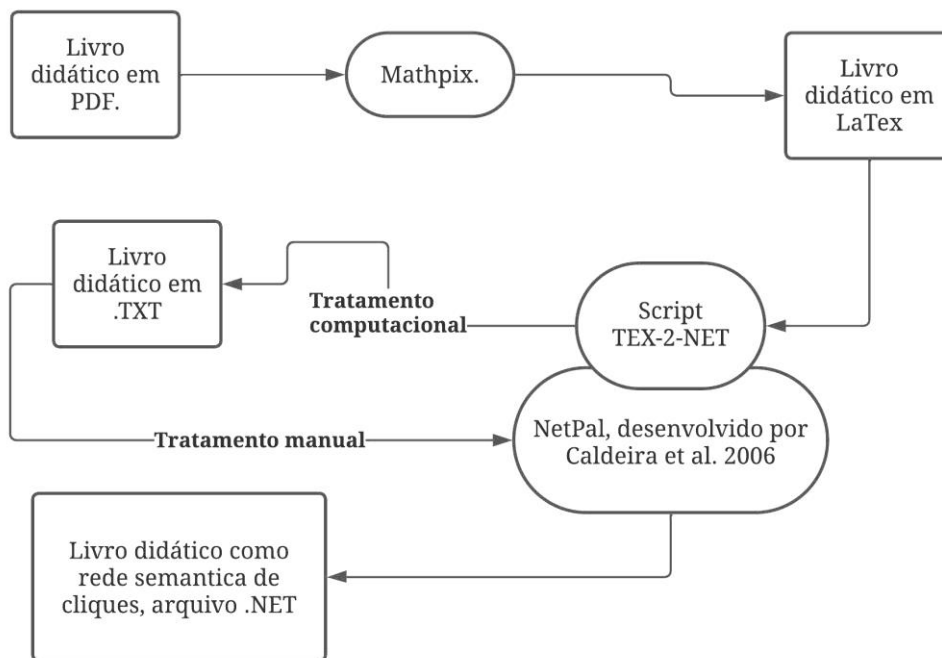 Livro
didático em
PDF.
Mathpix.
Livro
didático em
LaTex
Livro
didático em
.TXT
Tratamento
computacional
Script
TEX-2-NET
Tratamento manual
NetPal, desenvolvido por
Caldeira et al. 2006
Livro didático como
rede semantica de
cliques, arquivo .NET